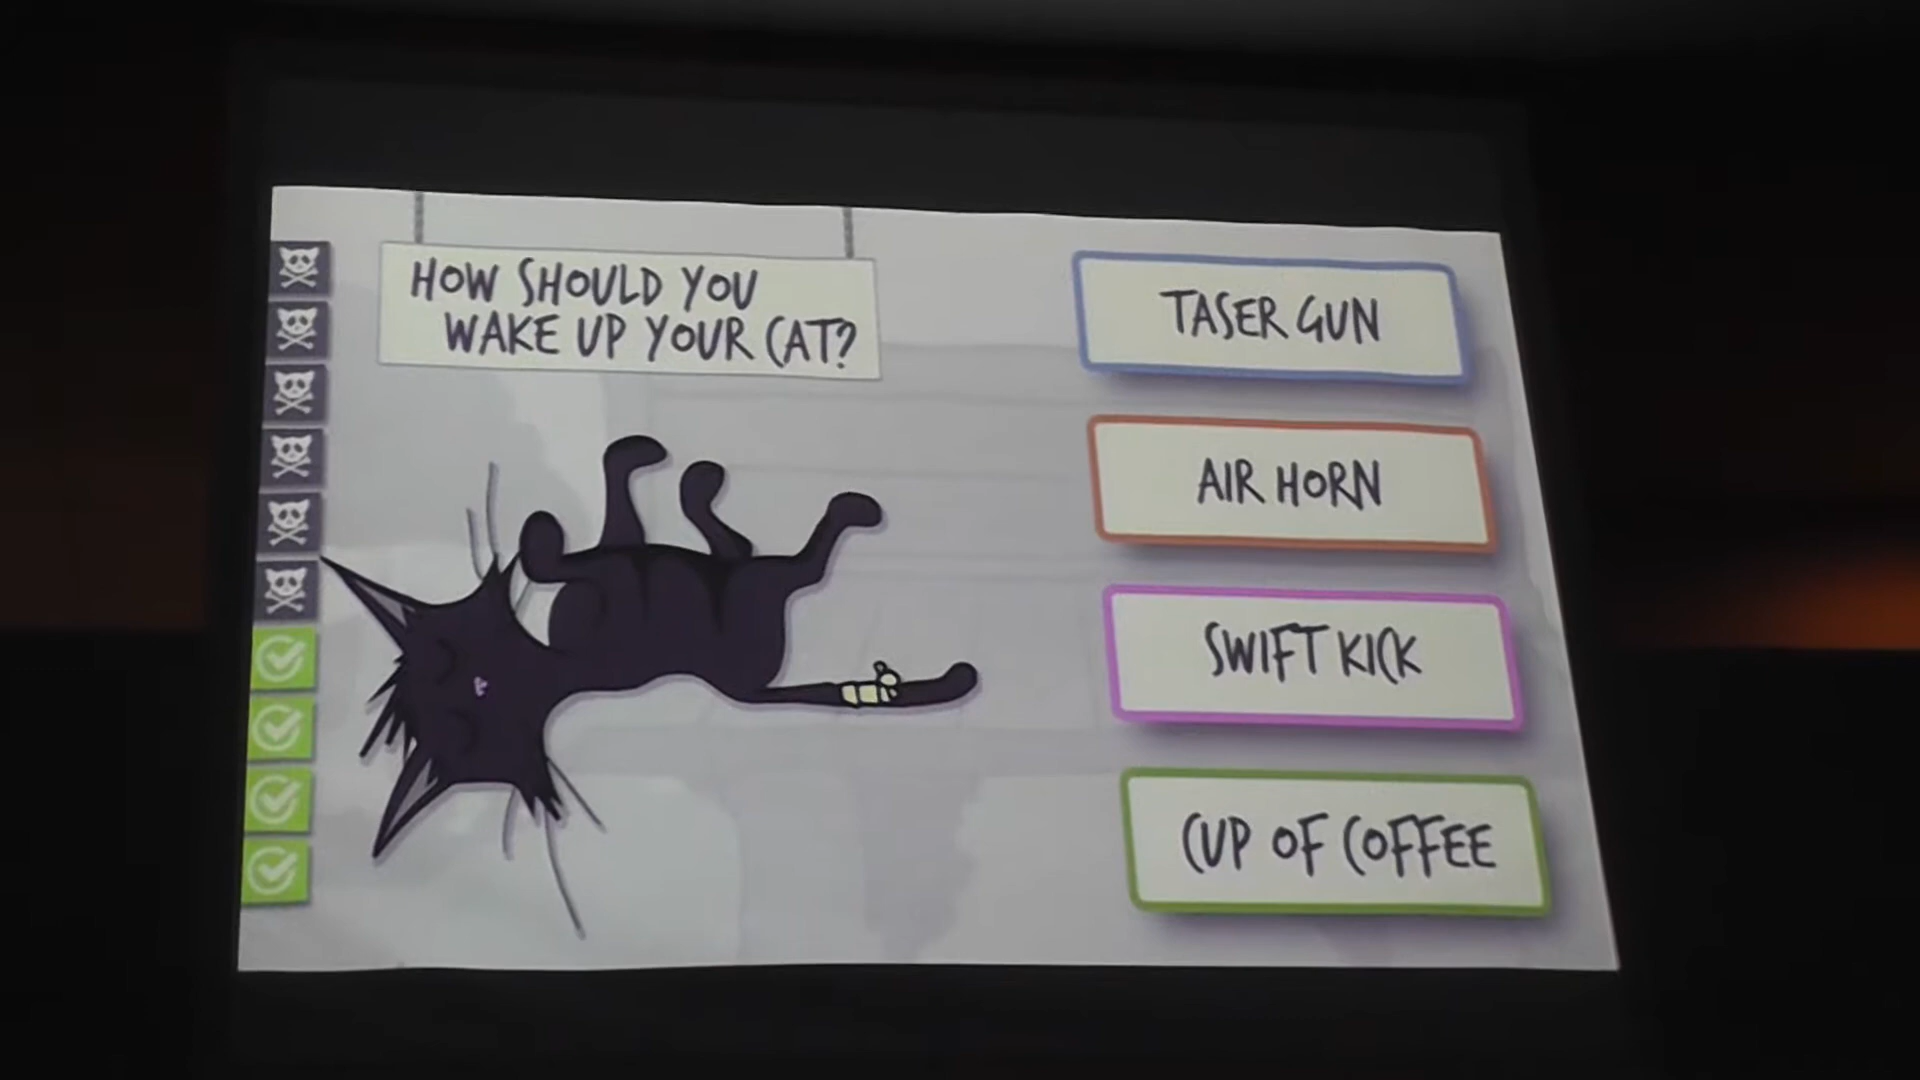 HOW SHOULD YOU
WAKE UP YOUR CAT?
TASER GUN
AIR HORN
SWIFT KICK
CUP OF COFFEE